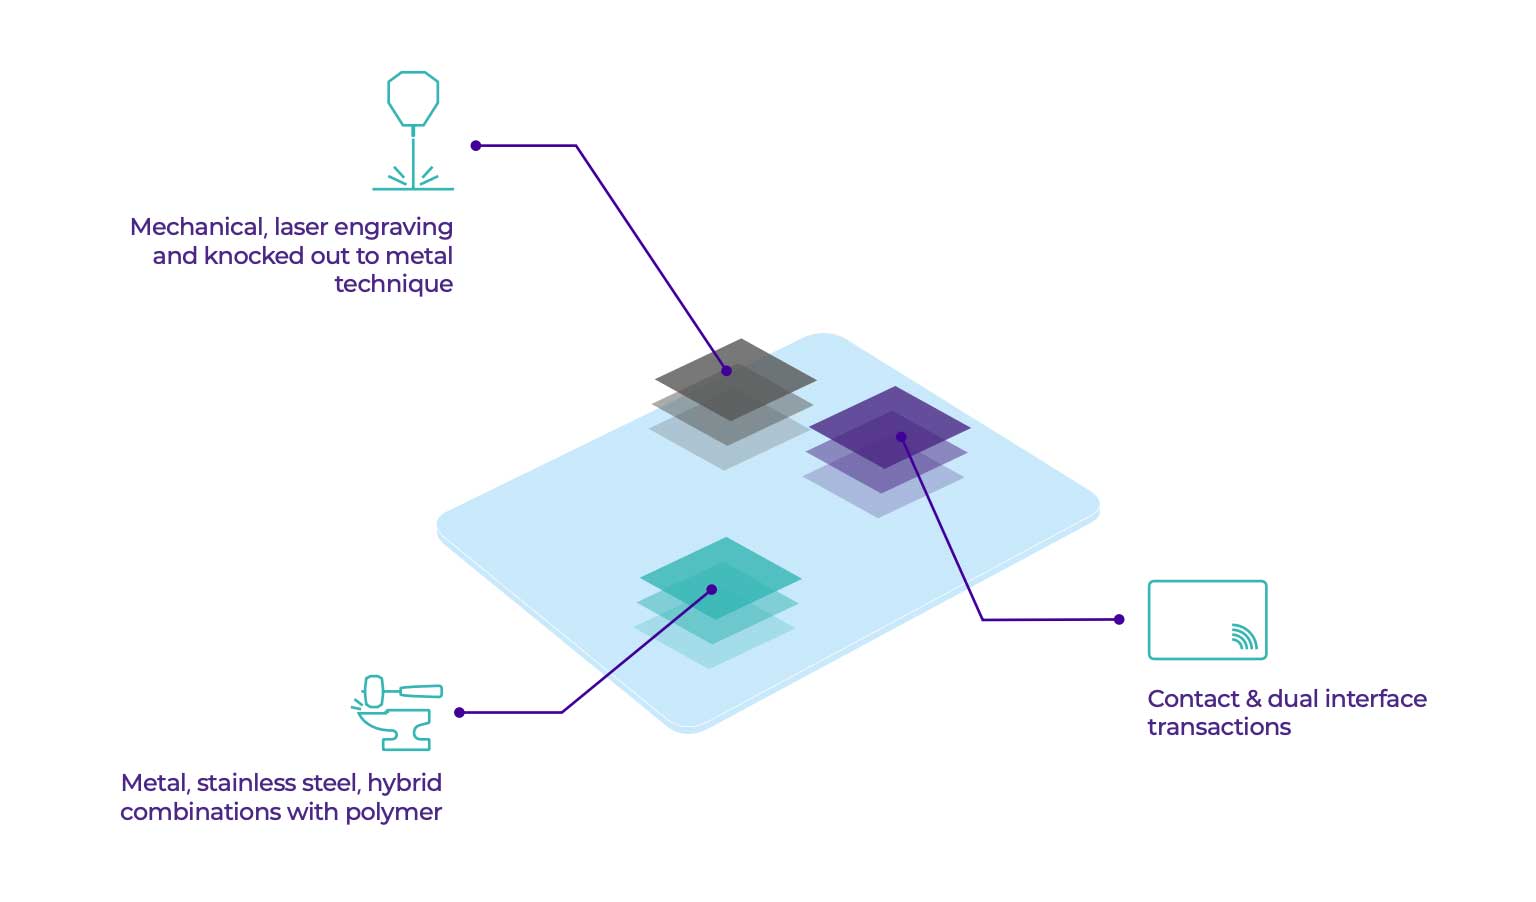 Mechanical, laser engraving
and knocked out to metal
technique
Contact & dual interface
transactions
Metal, stainless steel, hybrid
combinations with polymer